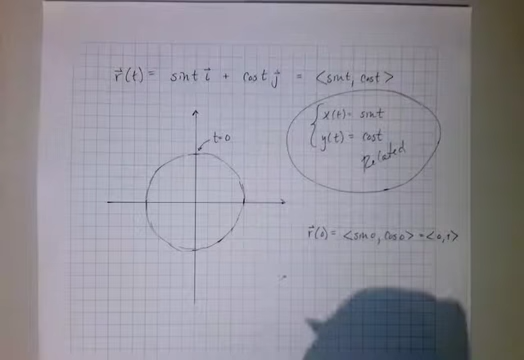 r⃗(t) = sint i⃗ + cost j⃗ = <sint, cost>
t=0
x(t) = sint
y(t) = cost
Related
r⃗(0) = <sin0, cos0> = <0,1>